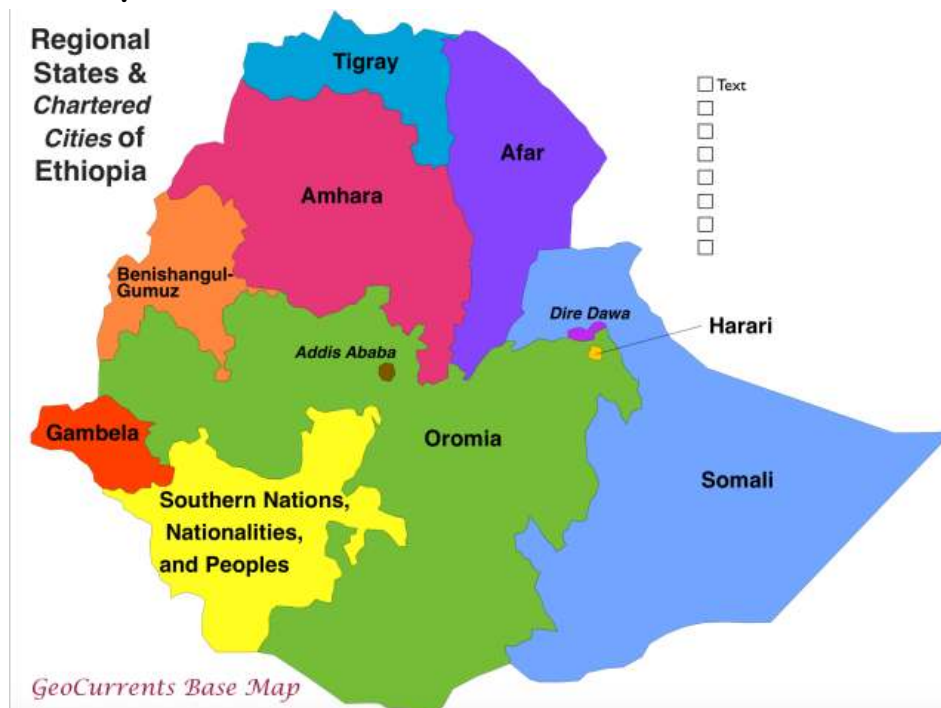 Regional
States &
Chartered
Cities of
Ethiopia
Tigray
Text
Afar
Amhara
Benishangul-
Gumuz
Dire Dawa
Harari
Addis Ababa
Gambela
Oromia
Somali
Southern Nations,
Nationalities,
and Peoples
GeoCurrents Base Map